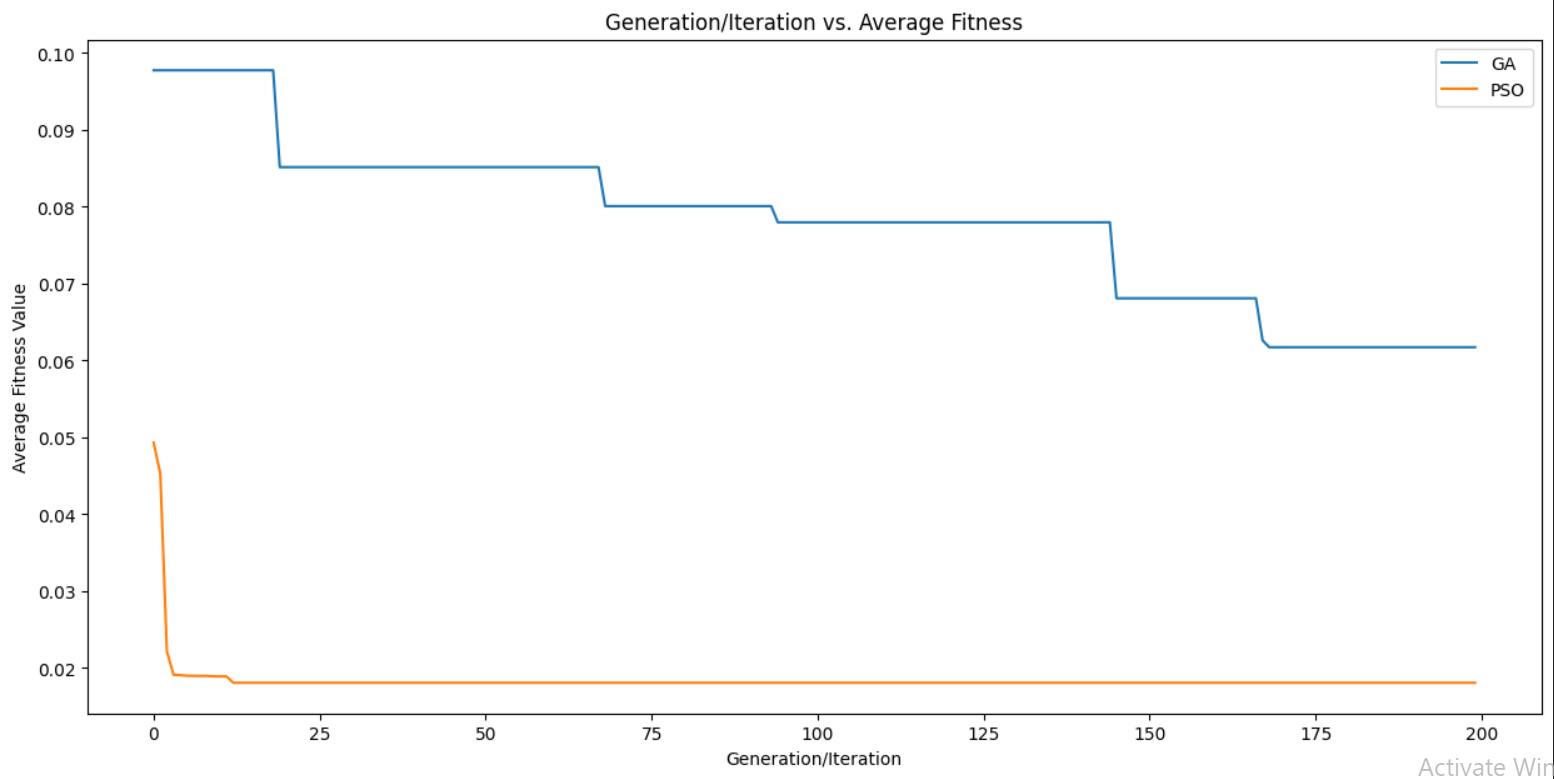 Generation/Iteration vs. Average Fitness
GA
PSO
Average Fitness Value
0.10
0.09
0.08
0.07
0.06
0.05
0.04
0.03
0.02
0 25 50 75 100 125 150 175 200
Generation/Iteration
Activate Win